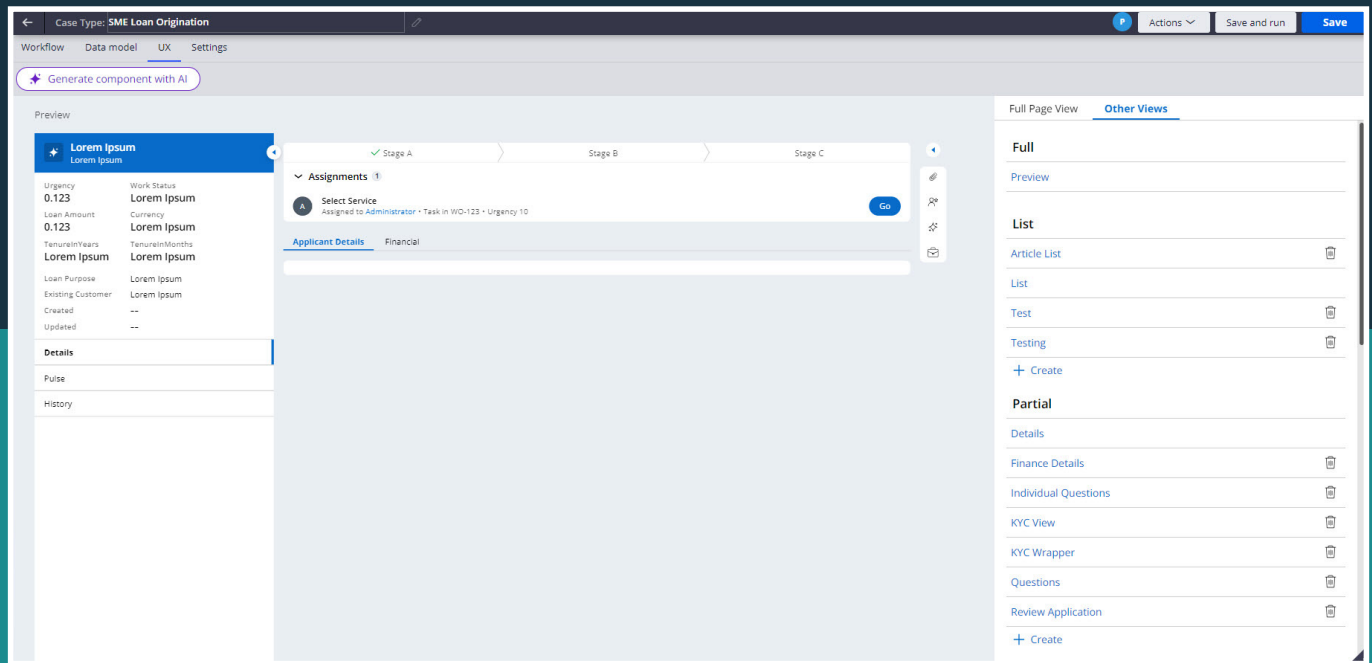 Case Type: SME Loan Origination
P
Actions
Save and run
Save
Workflow
Data model
UX
Settings
Generate component with AI
Preview
Lorem Ipsum
Lorem Ipsum
Urgency
Work Status
0.123
Lorem Ipsum
Loan Amount
Currency
0.123
Lorem Ipsum
TenureInYears
TenureInMonths
Lorem Ipsum
Lorem Ipsum
Loan Purpose
Lorem Ipsum
Existing Customer
Lorem Ipsum
Created
--
Updated
--
Details
Pulse
History
Stage A
Stage B
Stage C
Assignments 1
A
Select Service
Assigned to Administrator • Task in WO-123 • Urgency 10
Go
Applicant Details
Financial
Full Page View
Other Views
Full
Preview
List
Article List
List
Test
Testing
+ Create
Partial
Details
Finance Details
Individual Questions
KYC View
KYC Wrapper
Questions
Review Application
+ Create